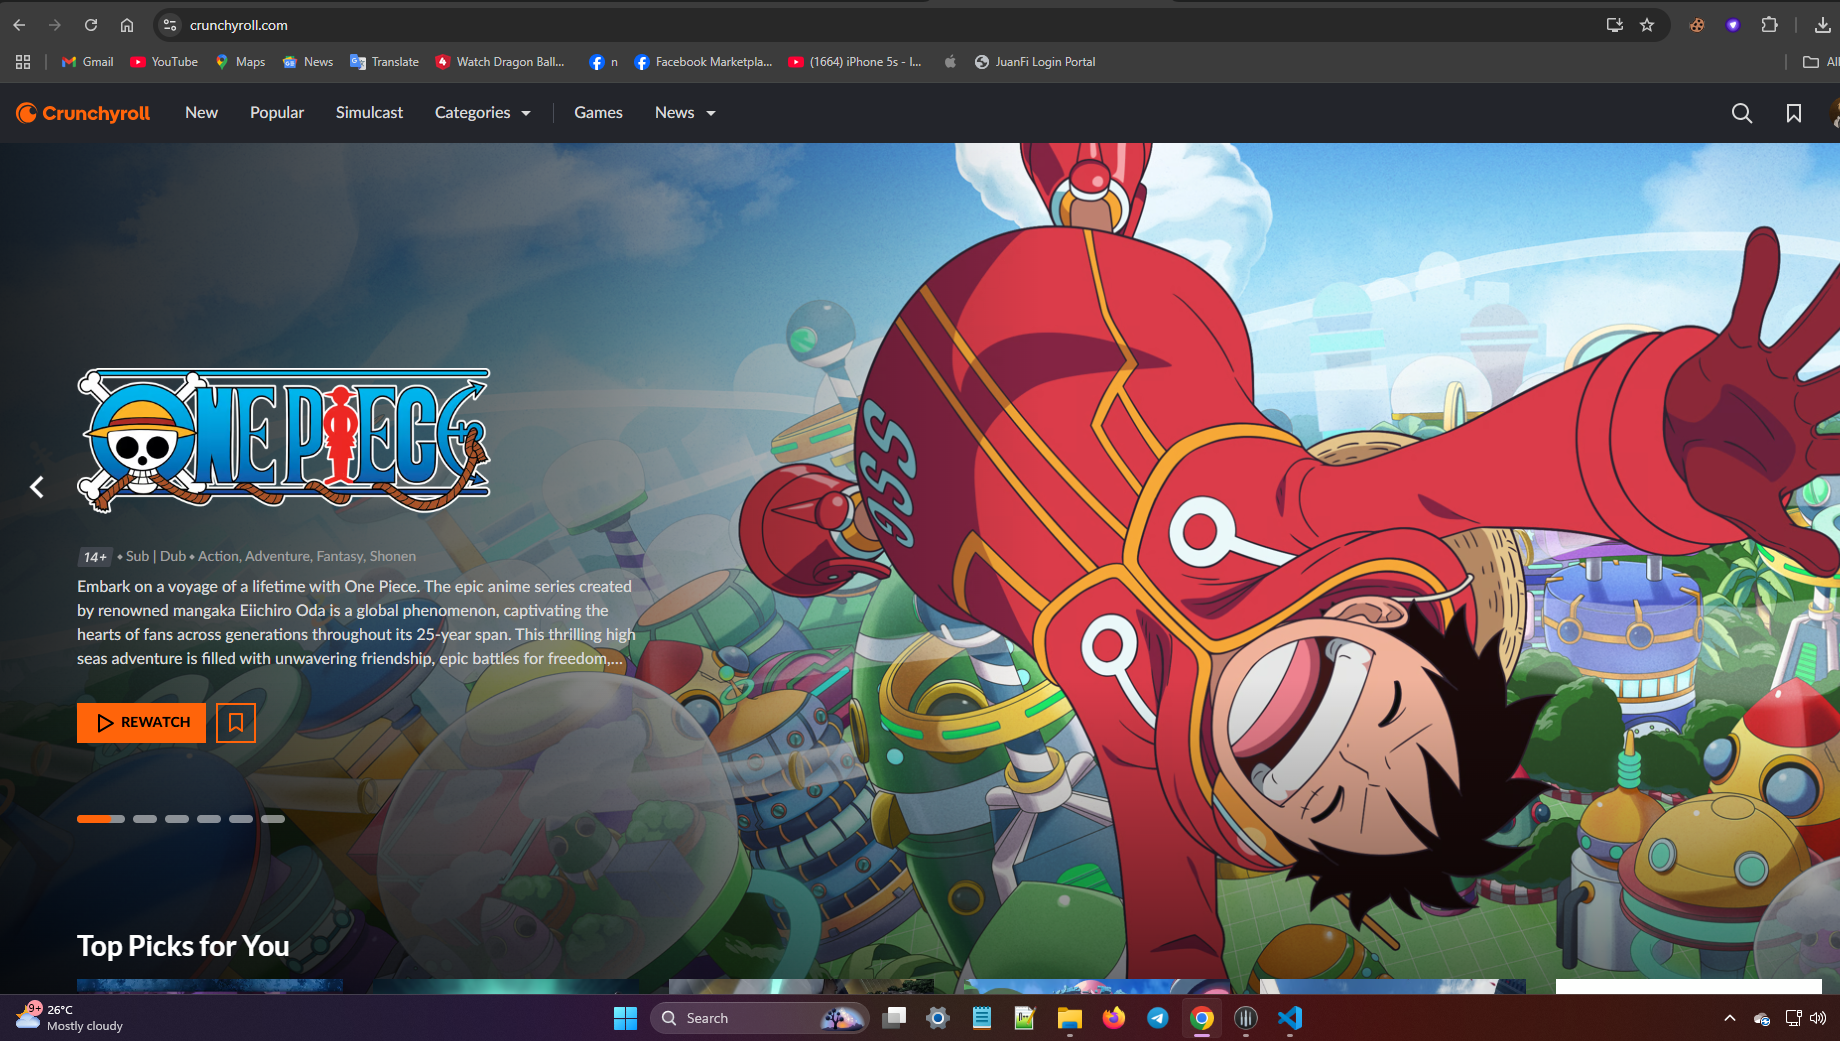 crunchyroll.com
Gmail
YouTube
Maps
News
Translate
Watch Dragon Ball...
n
Facebook Marketpla...
(1664) iPhone 5s - I...
JuanFi Login Portal
All
Crunchyroll
New
Popular
Simulcast
Categories
Games
News
ONE PIECE
14+ ⬥ Sub | Dub ⬥ Action, Adventure, Fantasy, Shonen
Embark on a voyage of a lifetime with One Piece. The epic anime series created
by renowned mangaka Eiichiro Oda is a global phenomenon, captivating the
hearts of fans across generations throughout its 25-year span. This thrilling high
seas adventure is filled with unwavering friendship, epic battles for freedom,...
REWATCH
Top Picks for You
9+
26°C
Mostly cloudy
Search